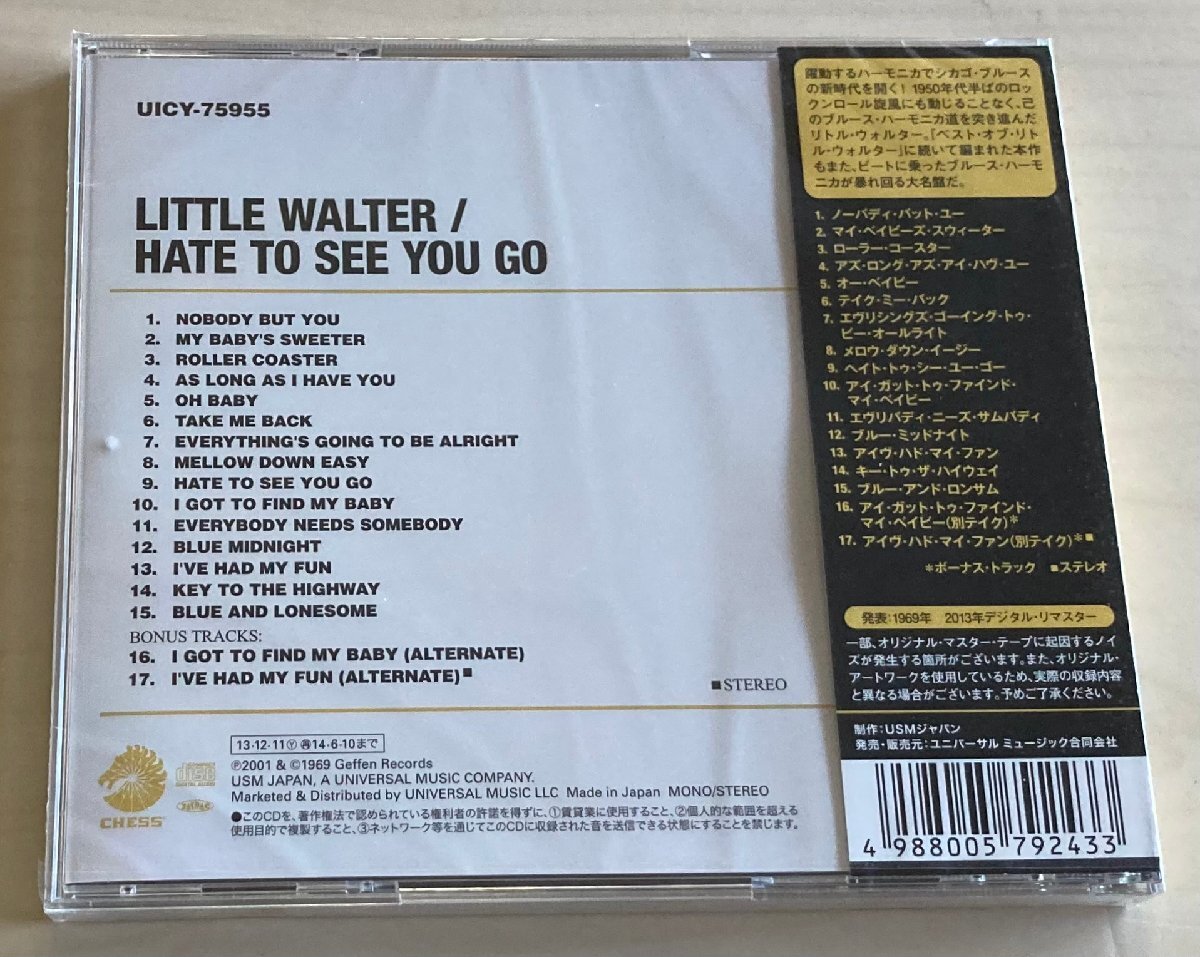 UICY-75955
LITTLE WALTER /
HATE TO SEE YOU GO
1. NOBODY BUT YOU
2. MY BABY'S SWEETER
3. ROLLER COASTER
4. AS LONG AS I HAVE YOU
5. OH BABY
6. TAKE ME BACK
7. EVERYTHING'S GOING TO BE ALRIGHT
8. MELLOW DOWN EASY
9. HATE TO SEE YOU GO
10. I GOT TO FIND MY BABY
11. EVERYBODY NEEDS SOMEBODY
12. BLUE MIDNIGHT
13. I'VE HAD MY FUN
14. KEY TO THE HIGHWAY
15. BLUE AND LONESOME
BONUS TRACKS:
16. I GOT TO FIND MY BABY (ALTERNATE)
17. I'VE HAD MY FUN (ALTERNATE)■
■STEREO
13・12・11Ⓨ㊐14・6・10まで
℗2001 & ©1969 Geffen Records
USM JAPAN, A UNIVERSAL MUSIC COMPANY.
Marketed & Distributed by UNIVERSAL MUSIC LLC Made in Japan MONO/STEREO
●このCDを、著作権法で認められている権利者の許諾を得ずに、①賃貸業に使用すること、②個人的な範囲を超える
使用目的で複製すること、③ネットワーク等を通じてこのCDに収録された音を送信できる状態にすることを禁じます。
CHESS
disc
躍動するハーモニカでシカゴ・ブルース
の新時代を開く! 1950年代半ばのロッ
クンロール旋風にも動じることなく、己
のブルース・ハーモニカ道を突き進んだ
リトル・ウォルター。『ベスト・オブ・リト
ル・ウォルター』に続いて編まれた本作
もまた、ビートに乗ったブルース・ハーモ
ニカが暴れ回る大名盤だ。
1. ノーバディ・バット・ユー
2. マイ・ベイビーズ・スウィーター
3. ローラー・コースター
4. アズ・ロング・アズ・アイ・ハヴ・ユー
5. オー・ベイビー
6. テイク・ミー・バック
7. エヴリシングズ・ゴーイング・トゥ・
ビー・オールライト
8. メロウ・ダウン・イージー
9. ヘイト・トゥ・シー・ユー・ゴー
10. アイ・ガット・トゥ・ファインド・
マイ・ベイビー
11. エヴリバディ・ニーズ・サムバディ
12. ブルー・ミッドナイト
13. アイヴ・ハド・マイ・ファン
14. キー・トゥ・ザ・ハイウェイ
15. ブルー・アンド・ロンサム
16. アイ・ガット・トゥ・ファインド・
マイ・ベイビー(別テイク)*
17. アイヴ・ハド・マイ・ファン(別テイク)*■
*ボーナス・トラック ■ステレオ
発表:1969年 2013年デジタル・リマスター
一部、オリジナル・マスター・テープに起因するノイ
ズが発生する箇所がございます。また、オリジナル・
アートワークを使用しているため、実際の収録内容
と異なる場合がございます。予めご了承ください。
制作:USMジャパン
発売・販売元:ユニバーサル ミュージック合同会社
4 988005 792433